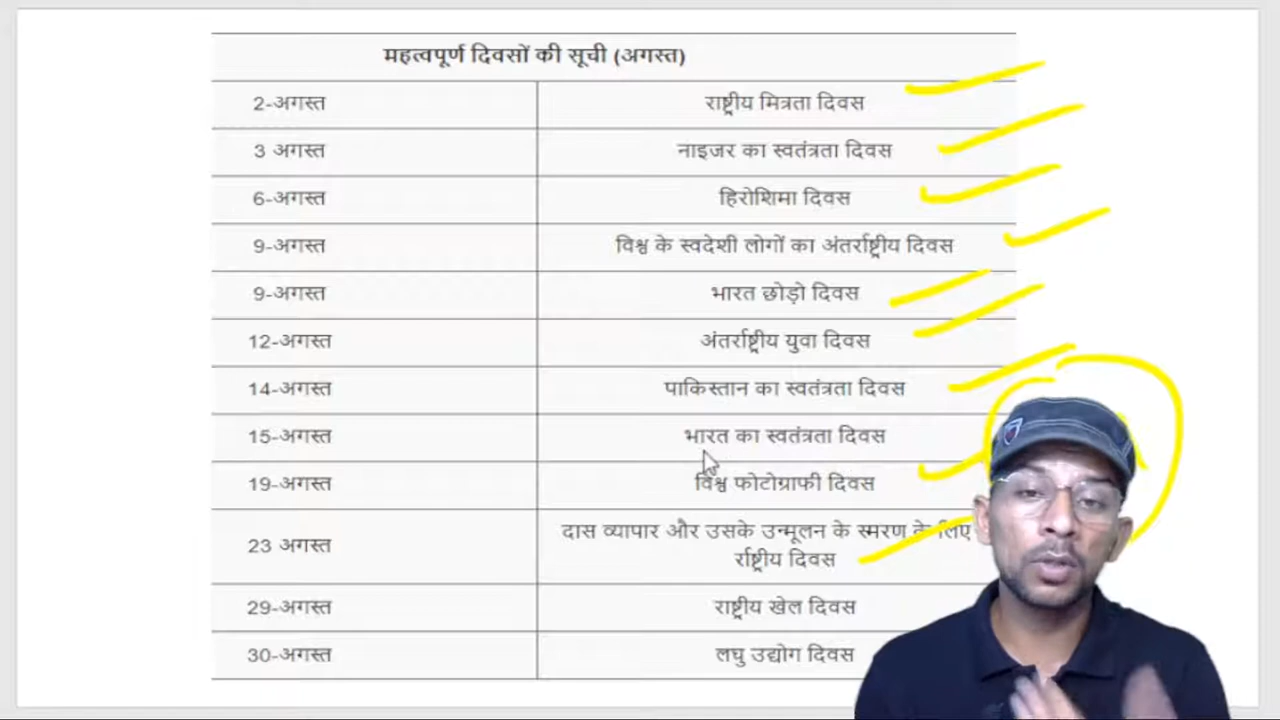 महत्वपूर्ण दिवसों की सूची (अगस्त)
2-अगस्त राष्ट्रीय मित्रता दिवस
3 अगस्त नाइजर का स्वतंत्रता दिवस
6-अगस्त हिरोशिमा दिवस
9-अगस्त विश्व के स्वदेशी लोगों का अंतर्राष्ट्रीय दिवस
9-अगस्त भारत छोड़ो दिवस
12-अगस्त अंतर्राष्ट्रीय युवा दिवस
14-अगस्त पाकिस्तान का स्वतंत्रता दिवस
15-अगस्त भारत का स्वतंत्रता दिवस
19-अगस्त विश्व फोटोग्राफी दिवस
23 अगस्त दास व्यापार और उसके उन्मूलन के स्मरण के लिए
र्राष्ट्रीय दिवस
29-अगस्त राष्ट्रीय खेल दिवस
30-अगस्त लघु उद्योग दिवस